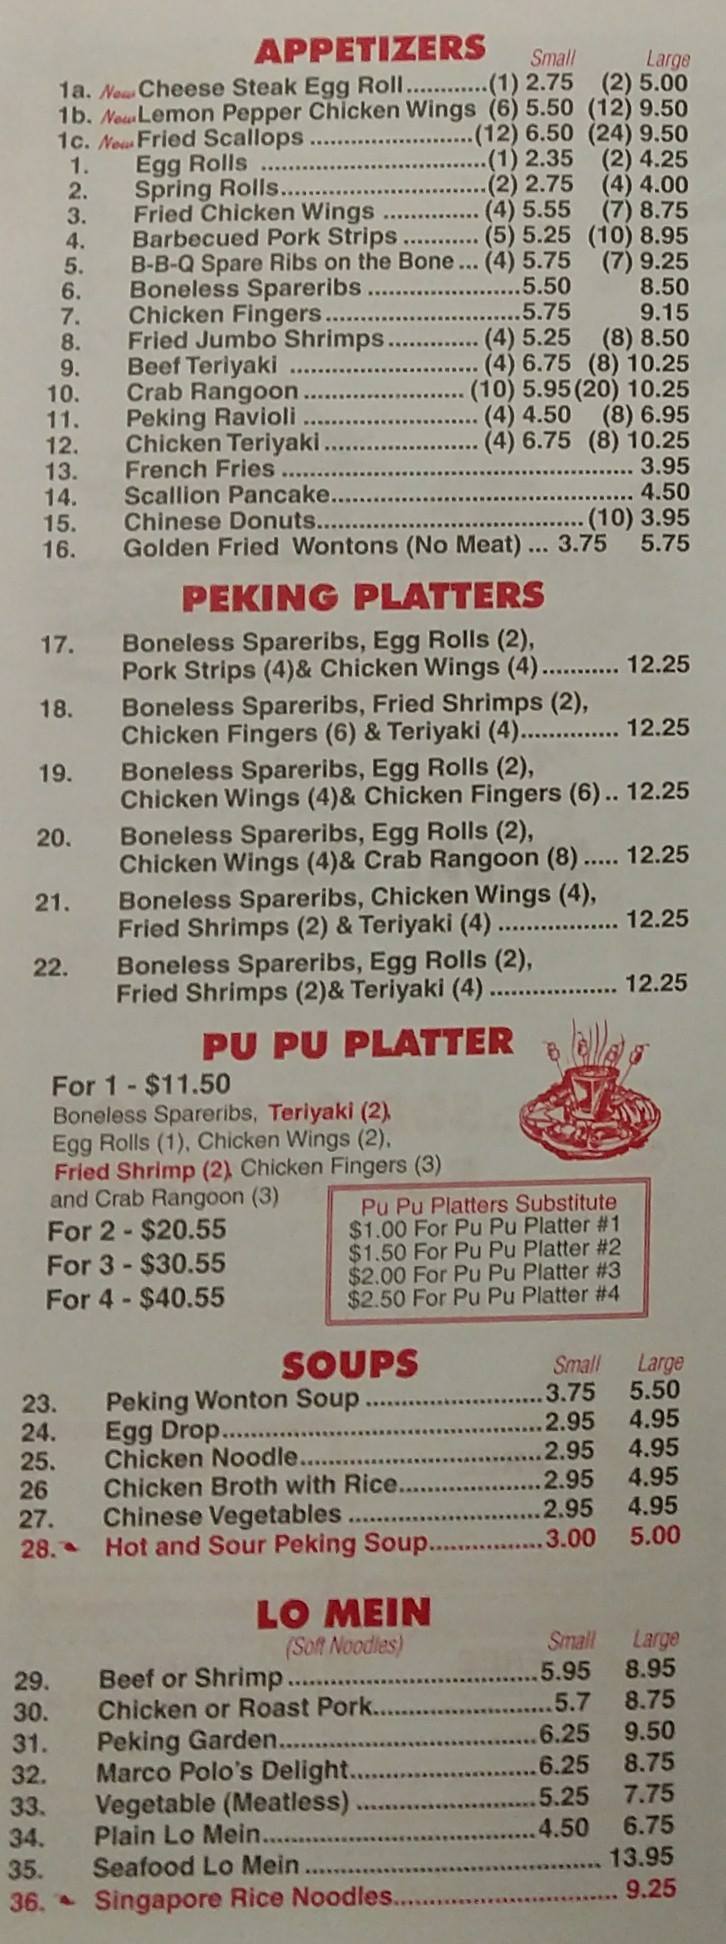 APPETIZERS Small Large
1a. New Cheese Steak Egg Roll............(1) 2.75 (2) 5.00
1b. New Lemon Pepper Chicken Wings (6) 5.50 (12) 9.50
1c. New Fried Scallops ........................(12) 6.50 (24) 9.50
1. Egg Rolls .................................(1) 2.35 (2) 4.25
2. Spring Rolls..............................(2) 2.75 (4) 4.00
3. Fried Chicken Wings .............. (4) 5.55 (7) 8.75
4. Barbecued Pork Strips ........... (5) 5.25 (10) 8.95
5. B-B-Q Spare Ribs on the Bone ... (4) 5.75 (7) 9.25
6. Boneless Spareribs ......................5.50 8.50
7. Chicken Fingers............................5.75 9.15
8. Fried Jumbo Shrimps............. (4) 5.25 (8) 8.50
9. Beef Teriyaki ............................ (4) 6.75 (8) 10.25
10. Crab Rangoon ........................ (10) 5.95 (20) 10.25
11. Peking Ravioli .......................... (4) 4.50 (8) 6.95
12. Chicken Teriyaki ....................... (4) 6.75 (8) 10.25
13. French Fries .................................................... 3.95
14. Scallion Pancake............................................. 4.50
15. Chinese Donuts....................................... (10) 3.95
16. Golden Fried Wontons (No Meat) ... 3.75 5.75
PEKING PLATTERS
17. Boneless Spareribs, Egg Rolls (2),
Pork Strips (4)& Chicken Wings (4) ........... 12.25
18. Boneless Spareribs, Fried Shrimps (2),
Chicken Fingers (6) & Teriyaki (4).............. 12.25
19. Boneless Spareribs, Egg Rolls (2),
Chicken Wings (4)& Chicken Fingers (6) .. 12.25
20. Boneless Spareribs, Egg Rolls (2),
Chicken Wings (4)& Crab Rangoon (8) ..... 12.25
21. Boneless Spareribs, Chicken Wings (4),
Fried Shrimps (2) & Teriyaki (4) ................. 12.25
22. Boneless Spareribs, Egg Rolls (2),
Fried Shrimps (2)& Teriyaki (4) .................. 12.25
PU PU PLATTER
For 1 - $11.50
Boneless Spareribs, Teriyaki (2),
Egg Rolls (1), Chicken Wings (2),
Fried Shrimp (2), Chicken Fingers (3)
and Crab Rangoon (3)
For 2 - $20.55
For 3 - $30.55
For 4 - $40.55
Pu Pu Platters Substitute
$1.00 For Pu Pu Platter #1
$1.50 For Pu Pu Platter #2
$2.00 For Pu Pu Platter #3
$2.50 For Pu Pu Platter #4
SOUPS Small Large
23. Peking Wonton Soup .........................3.75 5.50
24. Egg Drop.............................................2.95 4.95
25. Chicken Noodle..................................2.95 4.95
26 Chicken Broth with Rice....................2.95 4.95
27. Chinese Vegetables ...........................2.95 4.95
28. Hot and Sour Peking Soup................3.00 5.00
LO MEIN
(Soft Noodles) Small Large
29. Beef or Shrimp ...................................5.95 8.95
30. Chicken or Roast Pork.........................5.7 8.75
31. Peking Garden....................................6.25 9.50
32. Marco Polo's Delight..........................6.25 8.75
33. Vegetable (Meatless) .........................5.25 7.75
34. Plain Lo Mein......................................4.50 6.75
35. Seafood Lo Mein .......................................... 13.95
36. Singapore Rice Noodles............................... 9.25